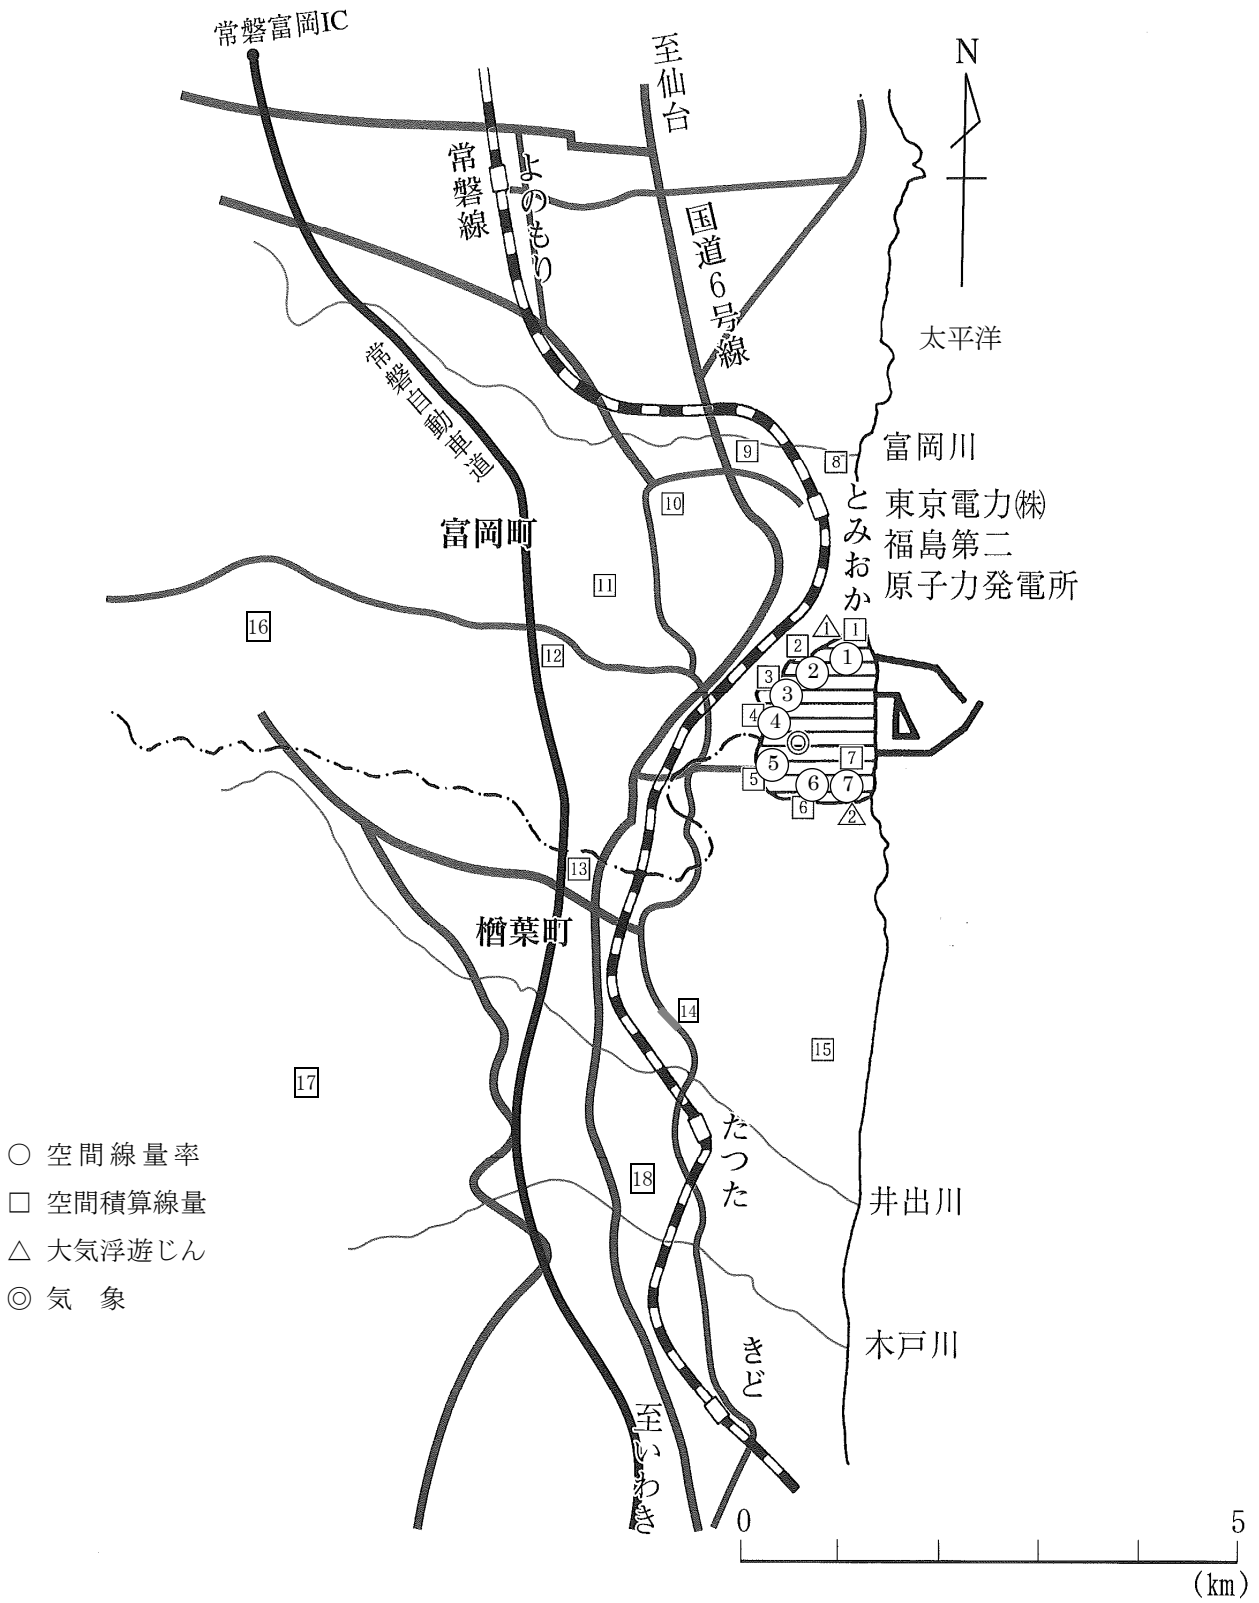 常磐富岡IC
至仙台
N
常磐線
よのもり
国道6号線
太平洋
常磐自動車道
富岡川
9
8
とみおか
東京電力㈱
福島第二
原子力発電所
10
富岡町
11
16
12
1
1
2
1
2
3
3
4
4
5
7
5
6
7
6
2
13
楢葉町
14
15
17
たつた
18
井出川
○ 空間線量率
□ 空間積算線量
△ 大気浮遊じん
◎ 気 象
木戸川
きど
至いわき
0 5
(km)